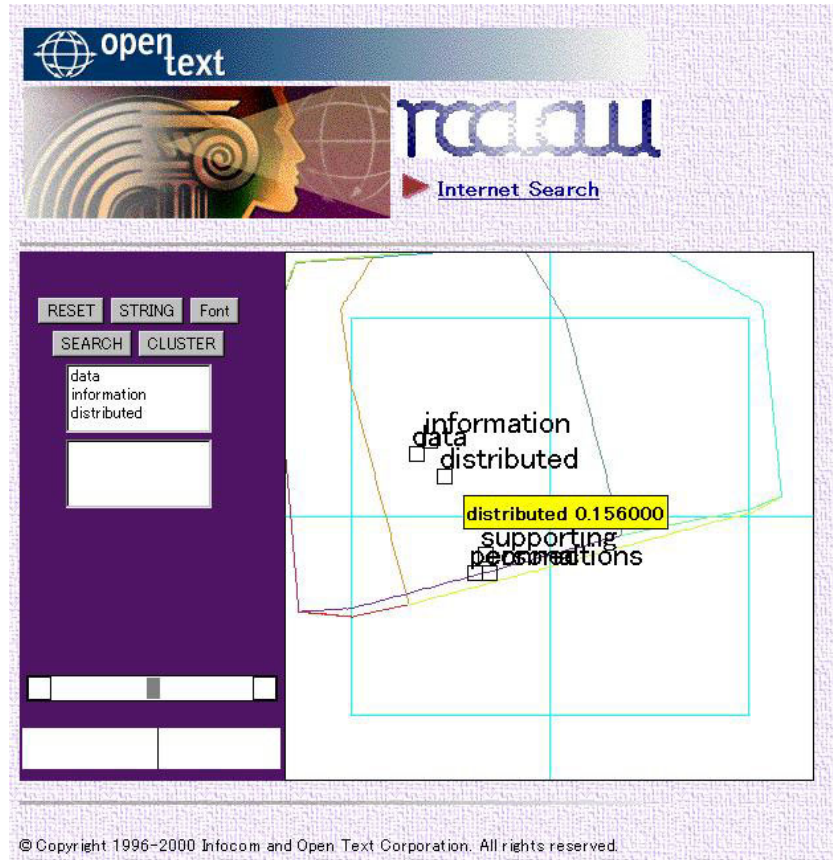 open
text
Internet Search
RESET STRING Font
SEARCH CLUSTER
data
information
distributed
information
data
distributed
distributed 0.156000
supporting
©Copyright 1996-2000 Infocom and Open Text Corporation. All rights reserved.